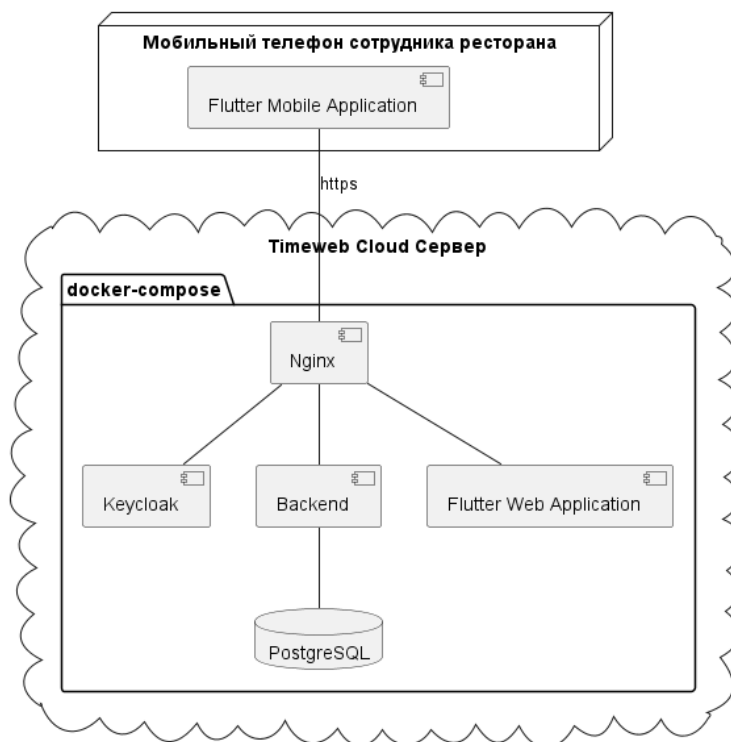 Мобильный телефон сотрудника ресторана
Flutter Mobile Application
https
Timeweb Cloud Сервер
docker-compose
Nginx
Keycloak
Backend
Flutter Web Application
PostgreSQL